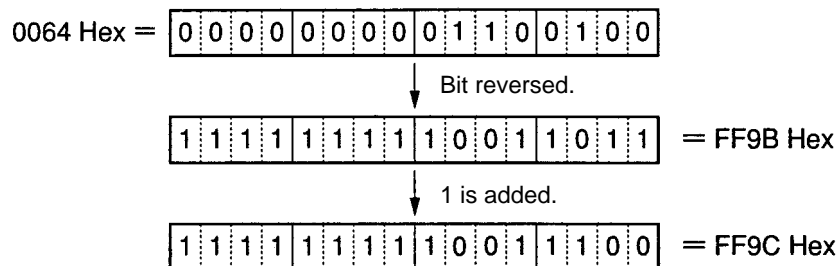 0064 Hex = 0 0 0 0 0 0 0 0 0 1 1 0 0 1 0 0
Bit reversed.
1 1 1 1 1 1 1 1 1 0 0 1 1 0 1 1 = FF9B Hex
1 is added.
1 1 1 1 1 1 1 1 1 0 0 1 1 1 0 0 = FF9C Hex